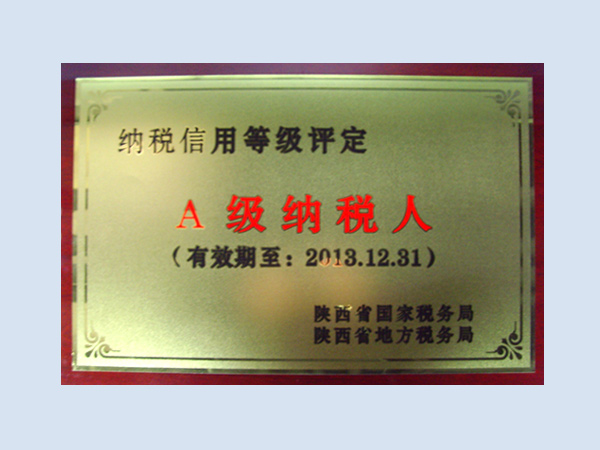 纳税信用等级评定
A 级纳税人
（有效期至：2013.12.31）
陕西省国家税务局
陕西省地方税务局